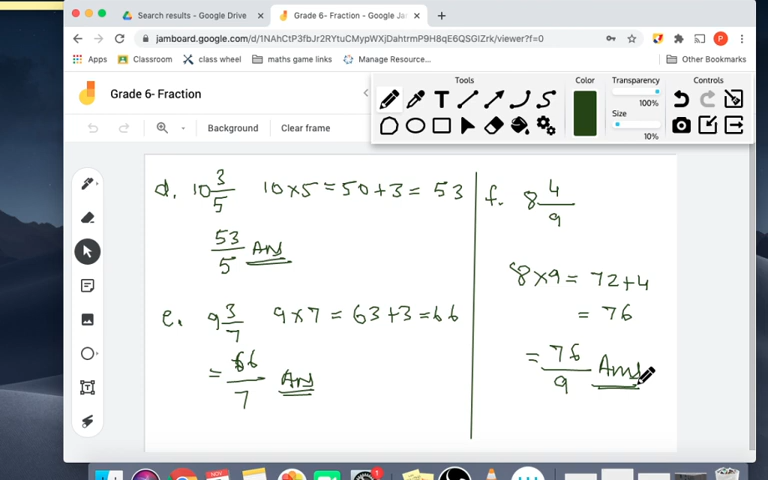 Search results - Google Drive
Grade 6- Fraction - Google Ja
jamboard.google.com/d/1NAhCtP3fbJr2RYtuCMypWXjDahtrmP9H8qE6QSGIZrk/viewer?f=0
P
Apps
Classroom
class wheel
maths game links
Manage Resource...
Other Bookmarks
Grade 6- Fraction
Tools
Color
Transparency
Controls
T
100%
Size
10%
Background
Clear frame
d. 10 3/5 10×5=50+3=53
53/5 Ans
e. 9 3/7 9×7=63+3=66
= 66/7 Ans
f. 8 4/9
8×9= 72+4
= 76
= 76/9 Ans
NOV
1